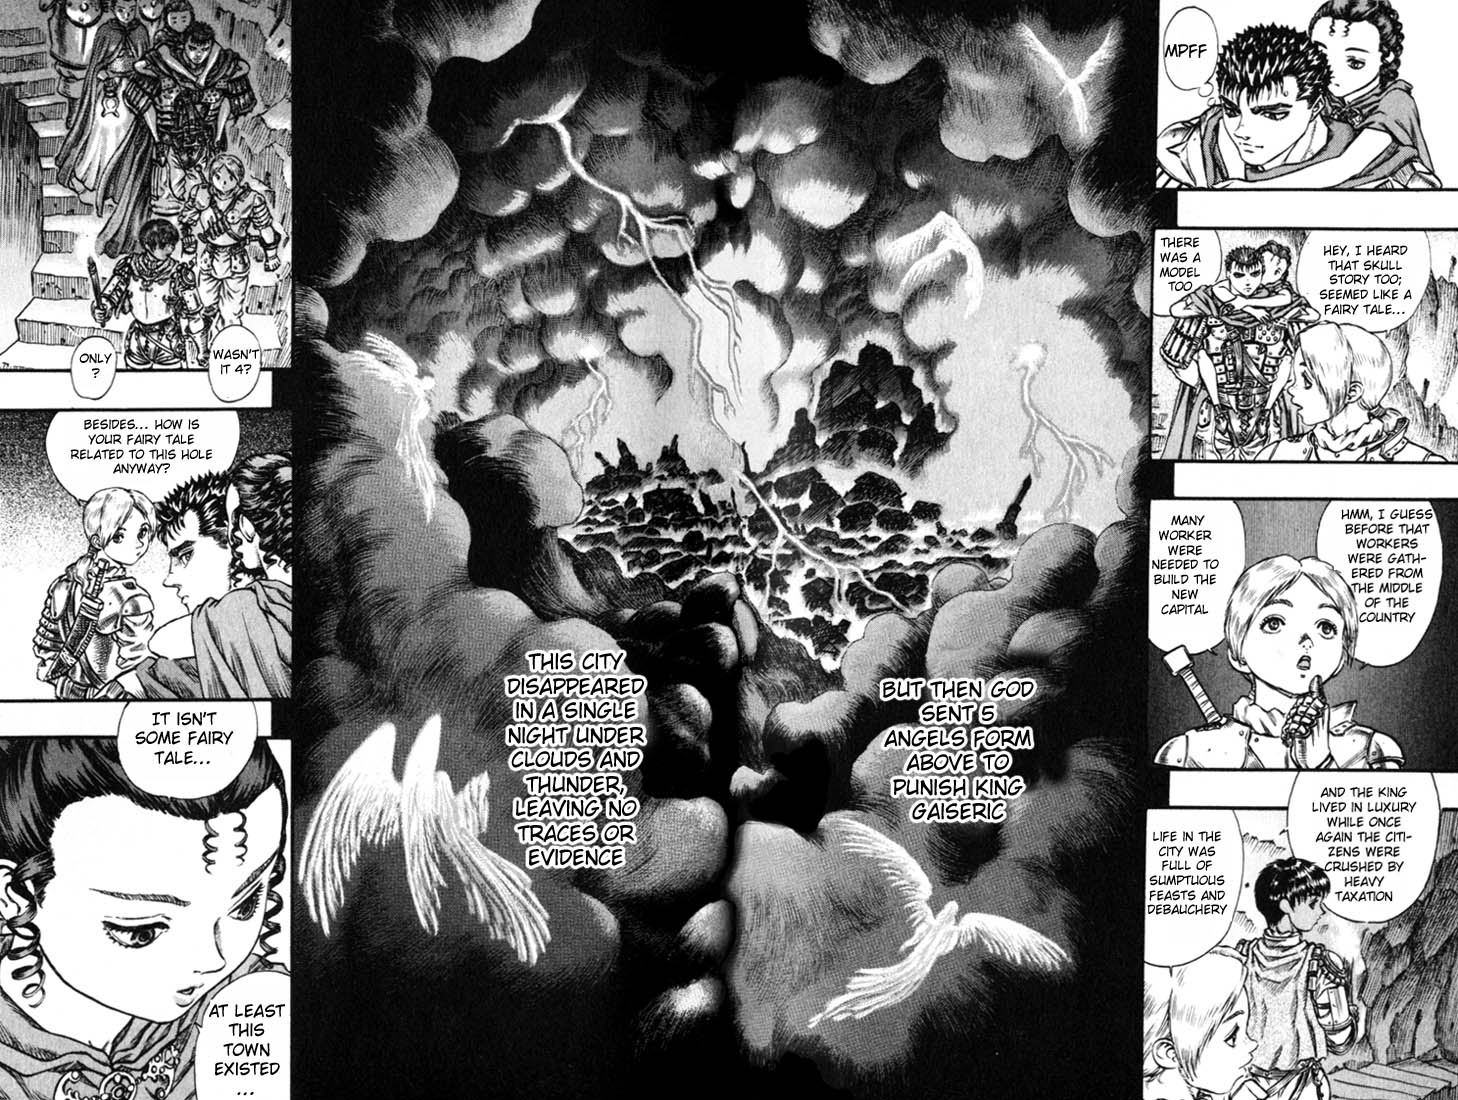 MPFF
HEY, I HEARD
THAT SKULL
STORY TOO;
SEEMED LIKE A
FAIRY TALE...
THERE
WAS A
MODEL
TOO
HMM, I GUESS
BEFORE THAT
WORKERS
WERE GATH-
ERED FROM
THE MIDDLE
OF THE
COUNTRY
MANY
WORKER
WERE
NEEDED TO
BUILD THE
NEW
CAPITAL
AND THE KING
LIVED IN LUXURY
WHILE ONCE
AGAIN THE CITI-
ZENS WERE
CRUSHED BY
HEAVY
TAXATION
LIFE IN THE
CITY WAS
FULL OF
SUMPTUOUS
FEASTS AND
DEBAUCHERY
BUT THEN GOD
SENT 5
ANGELS FORM
ABOVE TO
PUNISH KING
GAISERIC
THIS CITY
DISAPPEARED
IN A SINGLE
NIGHT UNDER
CLOUDS AND
THUNDER,
LEAVING NO
TRACES OR
EVIDENCE
WASN'T
IT 4?
ONLY
?
BESIDES... HOW IS
YOUR FAIRY TALE
RELATED TO THIS HOLE
ANYWAY?
IT ISN'T
SOME FAIRY
TALE...
AT LEAST
THIS
TOWN
EXISTED
...